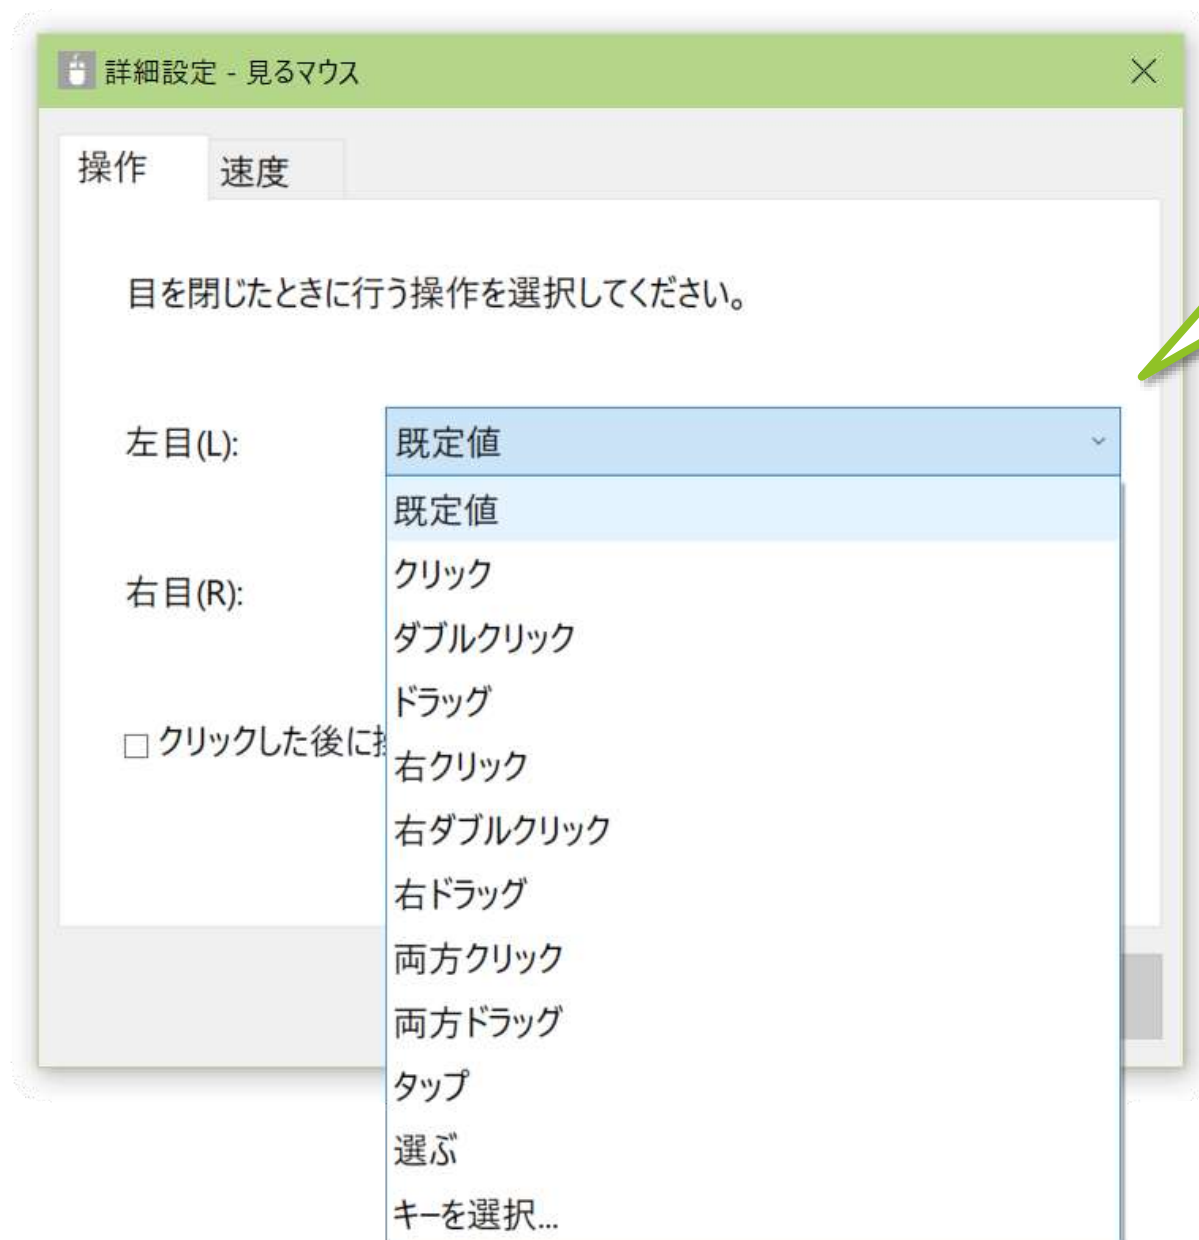 詳細設定 - 見るマウス
操作 速度
目を閉じたときに行う操作を選択してください。
左目(L): 既定値
既定値
クリック
右目(R):
ダブルクリック
ドラッグ
クリックした後に
右クリック
右ダブルクリック
右ドラッグ
両方クリック
両方ドラッグ
タップ
選ぶ
キーを選択...